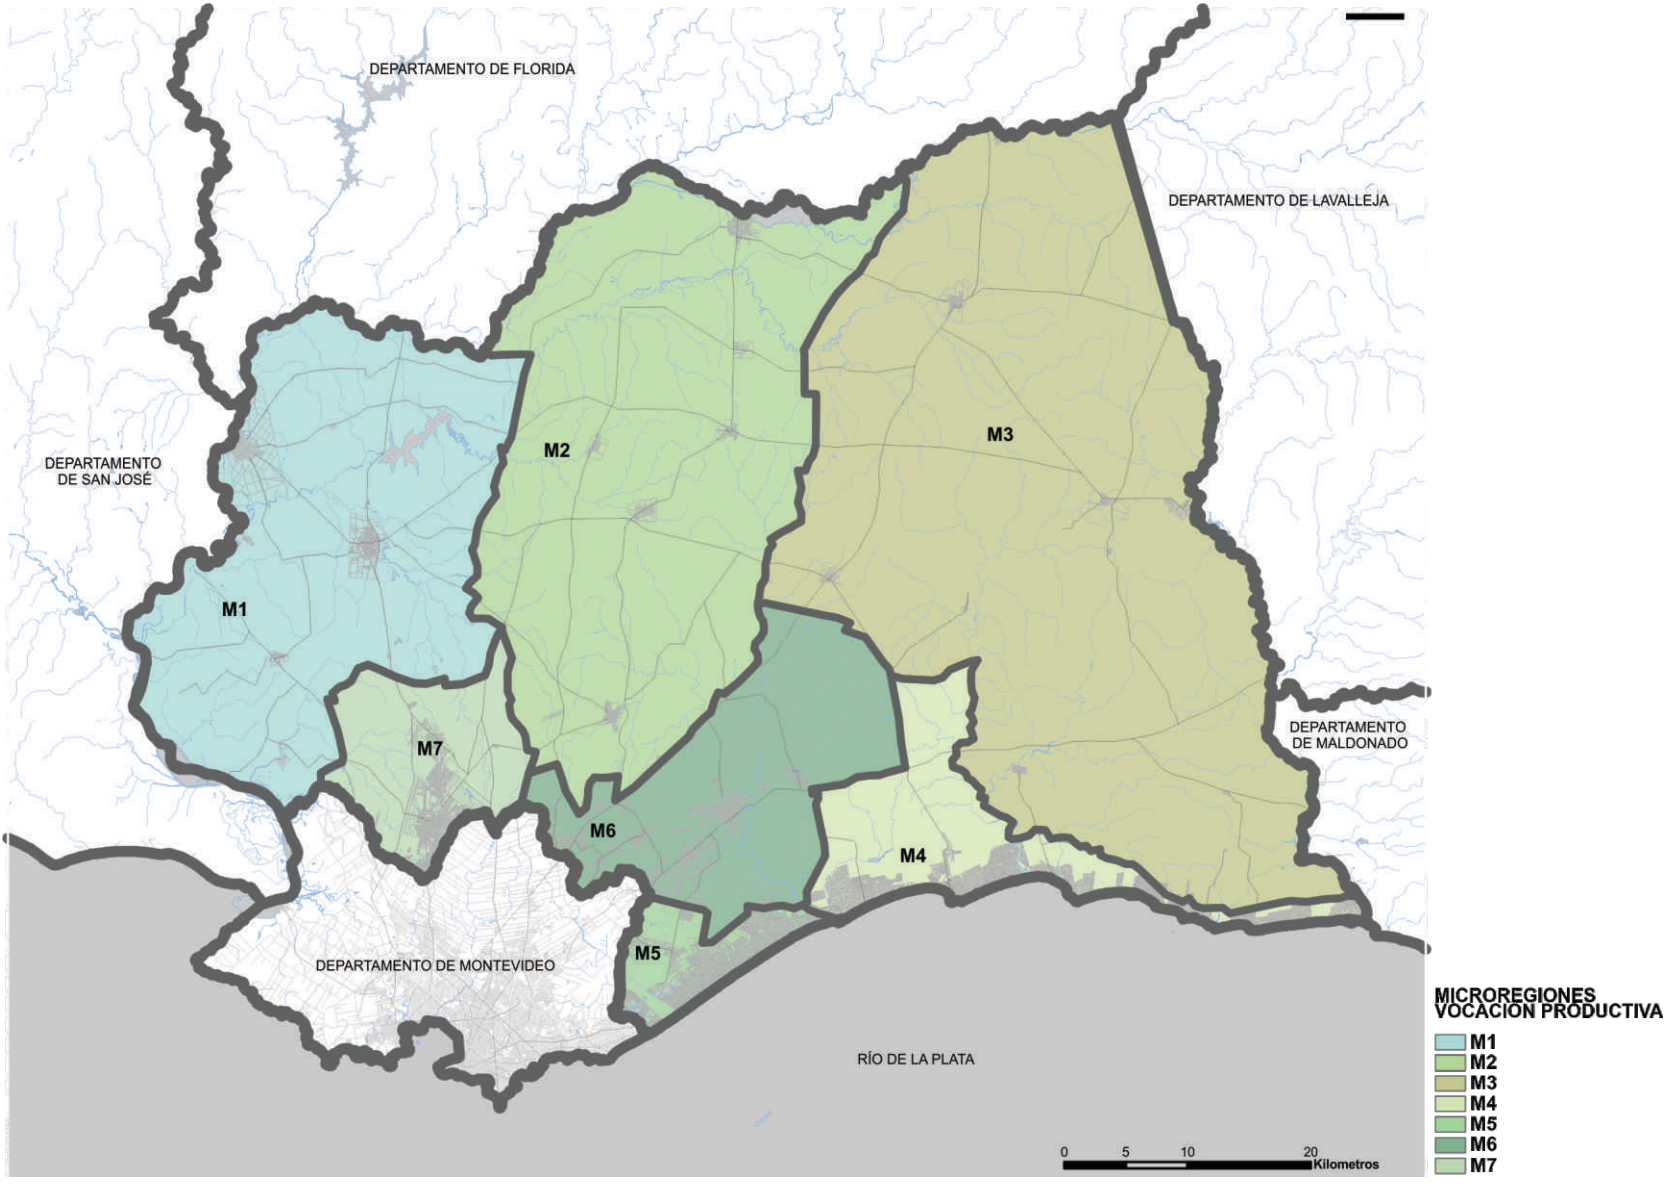 DEPARTAMENTO DE FLORIDA
DEPARTAMENTO DE LAVALLEJA
M3
M2
DEPARTAMENTO
DE SAN JOSÉ
M1
DEPARTAMENTO
DE MALDONADO
M7
M6
M4
M5
DEPARTAMENTO DE MONTEVIDEO
RÍO DE LA PLATA
MICROREGIONES
VOCACION PRODUCTIVA
M1
M2
M3
M4
M5
M6
M7
0 5 10 20
Kilometros